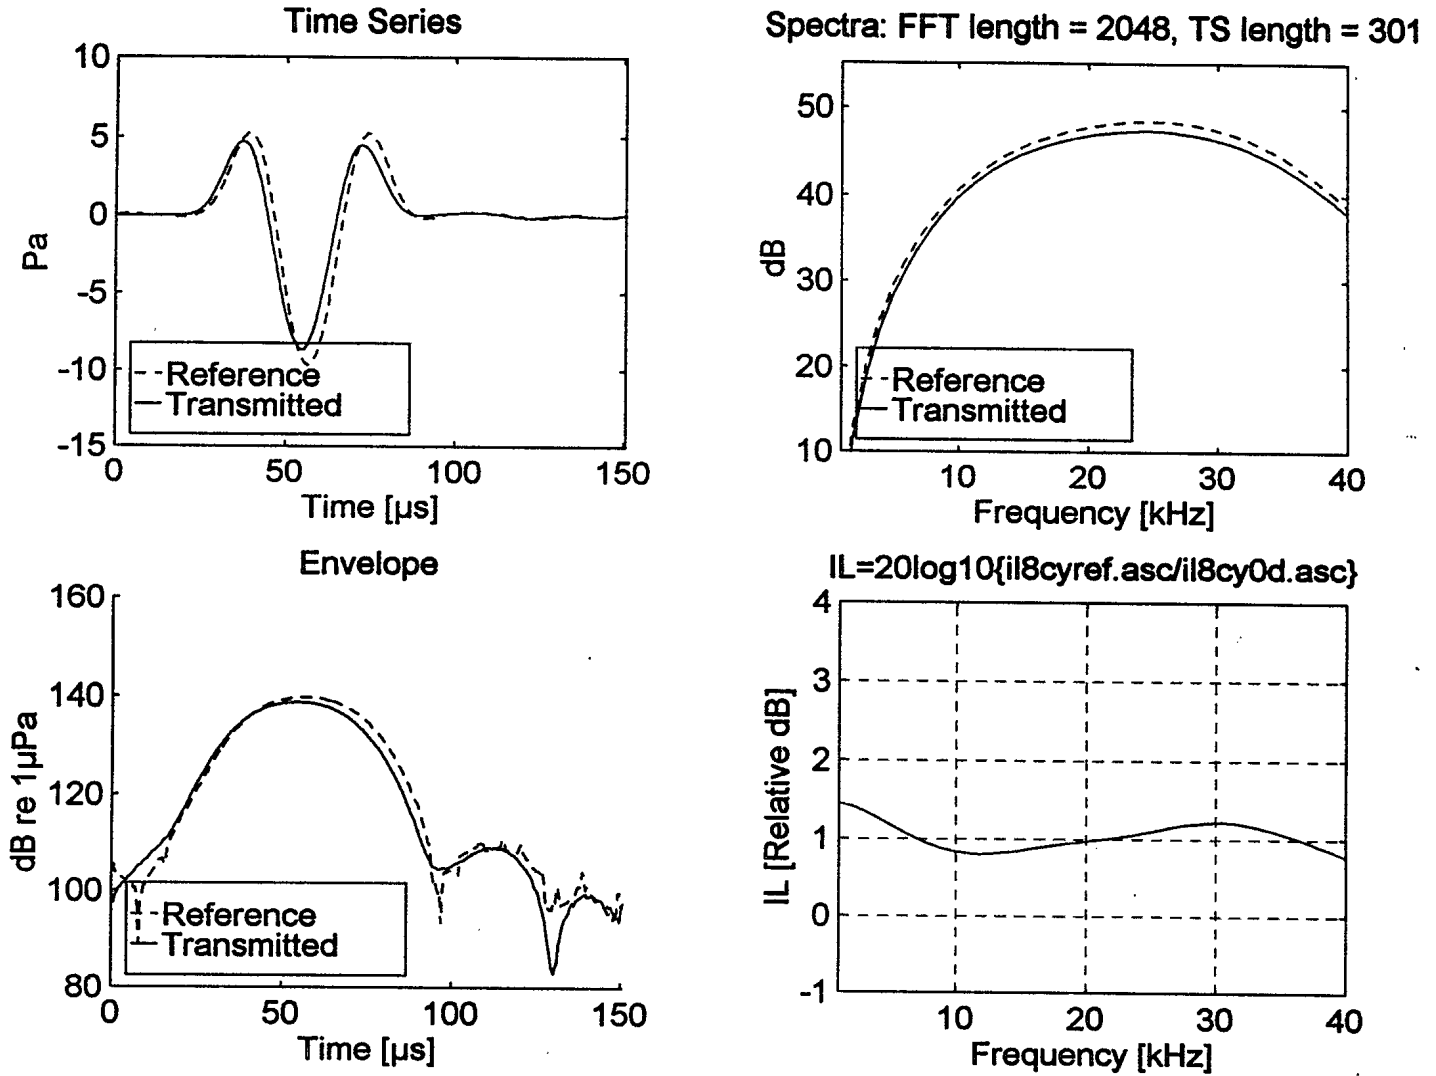 Time Series
10
5
0
-5
-10
-15
Pa
Reference
Transmitted
0 50 100 150
Time [µs]
Spectra: FFT length = 2048, TS length = 301
50
40
30
20
10
dB
Reference
Transmitted
10 20 30 40
Frequency [kHz]
Envelope
160
140
120
100
80
dB re 1µPa
Reference
Transmitted
0 50 100 150
Time [µs]
IL=20log10{il8cyref.asc/il8cy0d.asc}
4
3
2
1
0
-1
IL [Relative dB]
10 20 30 40
Frequency [kHz]